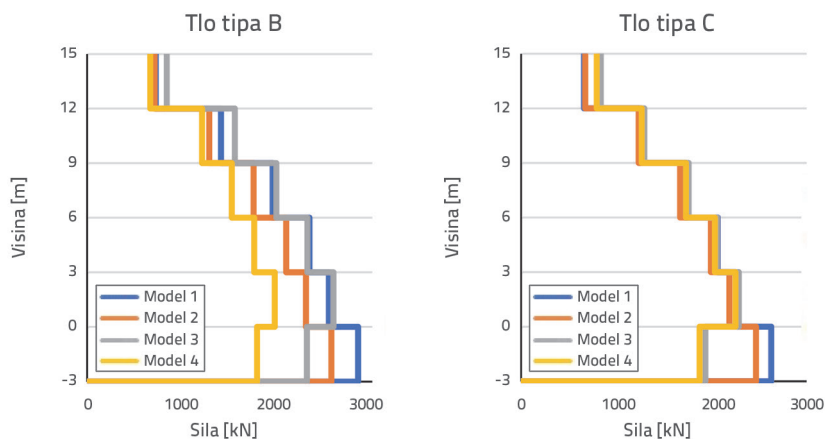 Tlo tipa B
15
12
9
6
3
0
-3
Visina [m]
Model 1
Model 2
Model 3
Model 4
0
1000
2000
3000
Sila [kN]
Tlo tipa C
15
12
9
6
3
0
-3
Visina [m]
Model 1
Model 2
Model 3
Model 4
0
1000
2000
3000
Sila [kN]